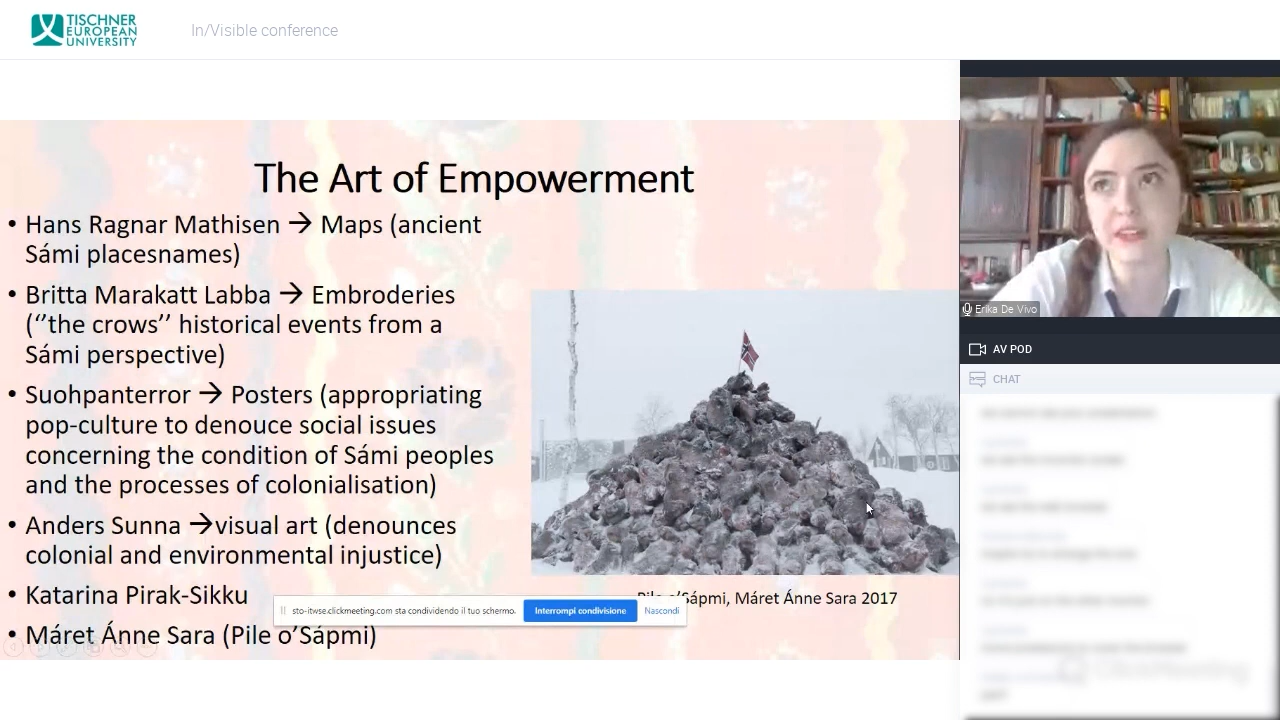 TISCHNER
EUROPEAN
UNIVERSITY
In/Visible conference
The Art of Empowerment
• Hans Ragnar Mathisen → Maps (ancient
Sámi placesnames)
• Britta Marakatt Labba → Embroderies
(‘’the crows’’ historical events from a
Sámi perspective)
• Suohpanterror → Posters (appropriating
pop-culture to denouce social issues
concerning the condition of Sámi peoples
and the processes of colonialisation)
• Anders Sunna →visual art (denounces
colonial and environmental injustice)
• Katarina Pirak-Sikku
• Máret Ánne Sara (Pile o’Sápmi)
Pile o’Sápmi, Máret Ánne Sara 2017
sto-itwse.clickmeeting.com sta condividendo il tuo schermo.
Interrompi condivisione
Nascondi
Erika De Vivo
AV POD
CHAT
ClickMeeting